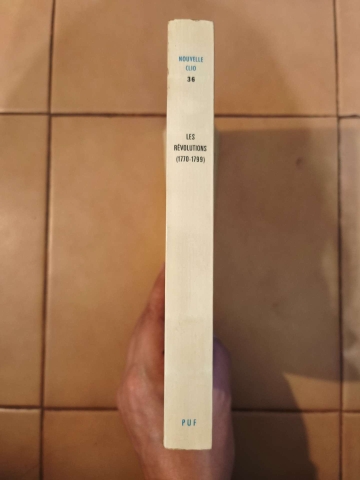 NOUVELLE
CLIO
36
LES
RÉVOLUTIONS
(1770-1799)
PUF